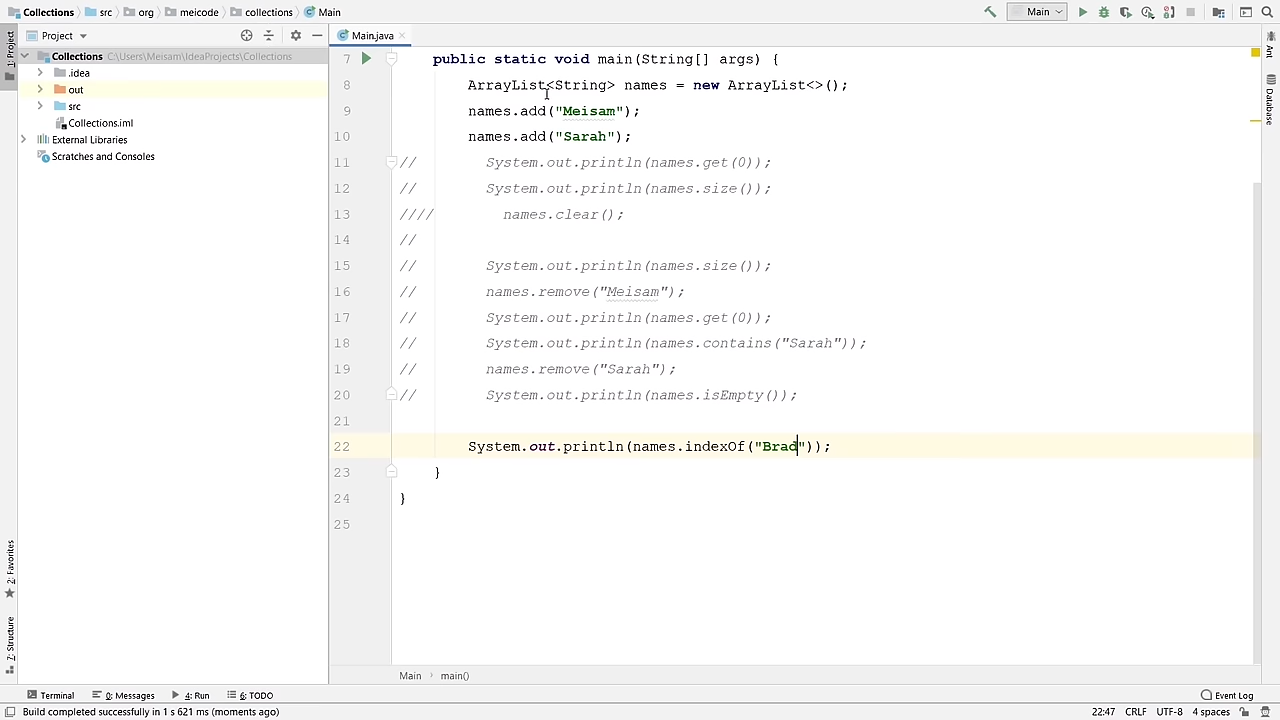 Collections src org meicode collections Main
Main
Project
Main.java
1: Project
Collections C:\Users\Meisam\IdeaProjects\Collections
.idea
out
src
Collections.iml
External Libraries
Scratches and Consoles
7 public static void main(String[] args) {
8 ArrayList<String> names = new ArrayList<>();
9 names.add("Meisam");
10 names.add("Sarah");
11 // System.out.println(names.get(0));
12 // System.out.println(names.size());
13 //// names.clear();
14 //
15 // System.out.println(names.size());
16 // names.remove("Meisam");
17 // System.out.println(names.get(0));
18 // System.out.println(names.contains("Sarah"));
19 // names.remove("Sarah");
20 // System.out.println(names.isEmpty());
21
22 System.out.println(names.indexOf("Brad"));
23 }
24 }
25
Ant
Database
2: Favorites
7: Structure
Main main()
Terminal 0: Messages 4: Run 6: TODO Event Log
Build completed successfully in 1 s 621 ms (moments ago) 22:47 CRLF UTF-8 4 spaces